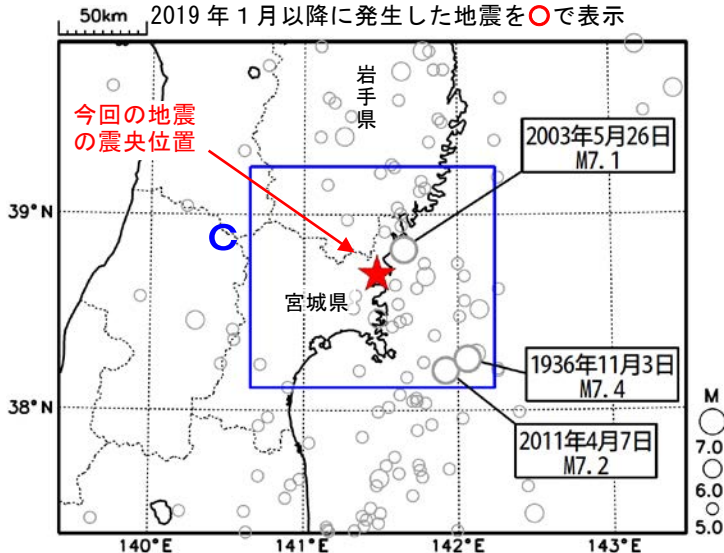 50km
2019年1月以降に発生した地震を○で表示
岩手県
今回の地震
の震央位置
2003年5月26日
M7.1
39°N
C
宮城県
1936年11月3日
M7.4
38°N
2011年4月7日
M7.2
M
7.0
6.0
5.0
140°E
141°E
142°E
143°E